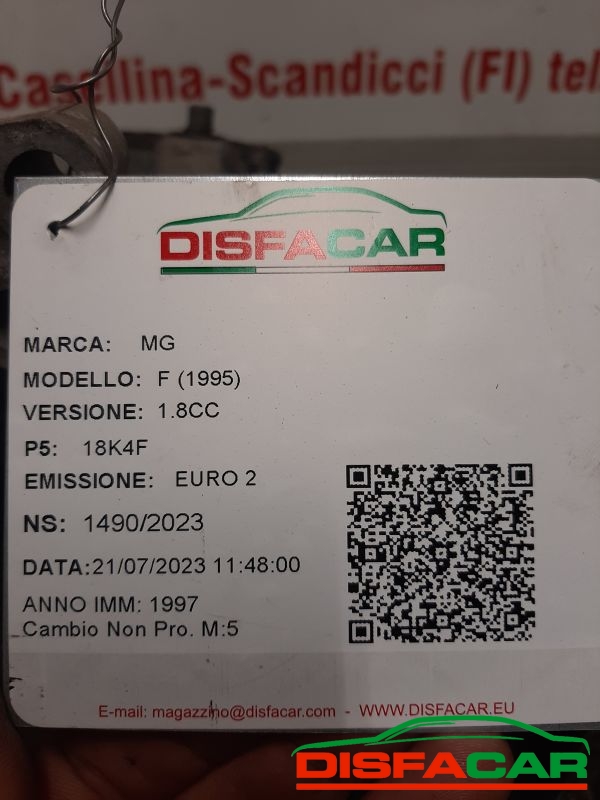 Casellina-Scandicci (FI) tel
DISFACAR
MARCA: MG
MODELLO: F (1995)
VERSIONE: 1.8CC
P5: 18K4F
EMISSIONE: EURO 2
NS: 1490/2023
DATA:21/07/2023 11:48:00
ANNO IMM: 1997
Cambio Non Pro. M:5
E-mail: magazzino@disfacar.com - WWW.DISFACAR.EU
DISFACAR